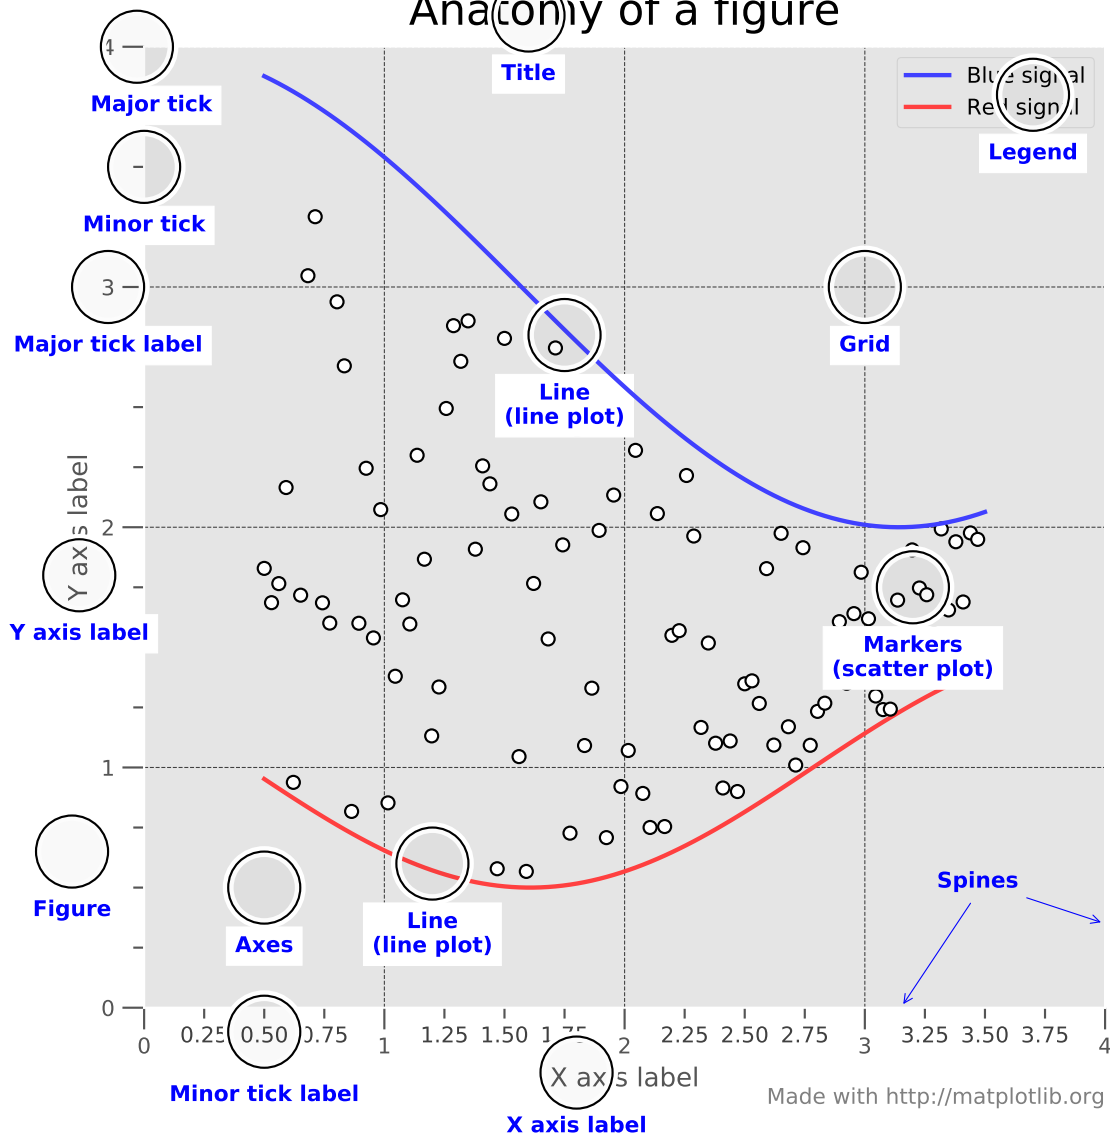 Anatomy of a figure
4
Major tick
Title
Blue signal
Red signal
Legend
Minor tick
3
Major tick label
Grid
Line
(line plot)
Y axis label
2
Y axis label
Markers
(scatter plot)
1
Figure
Axes
Line
(line plot)
Spines
0
0.25 0.50 0.75 1.25 1.50 1.75 2.25 2.50 2.75 3.25 3.50 3.75
0 1 2 3 4
X axis label
Minor tick label
Made with http://matplotlib.org
X axis label